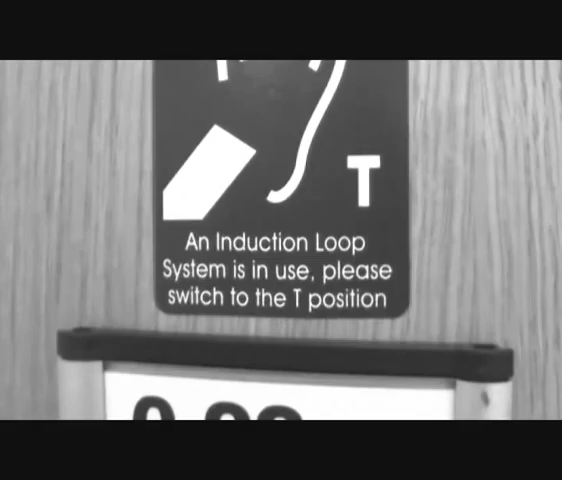 T
An Induction Loop
System is in use, please
switch to the T position